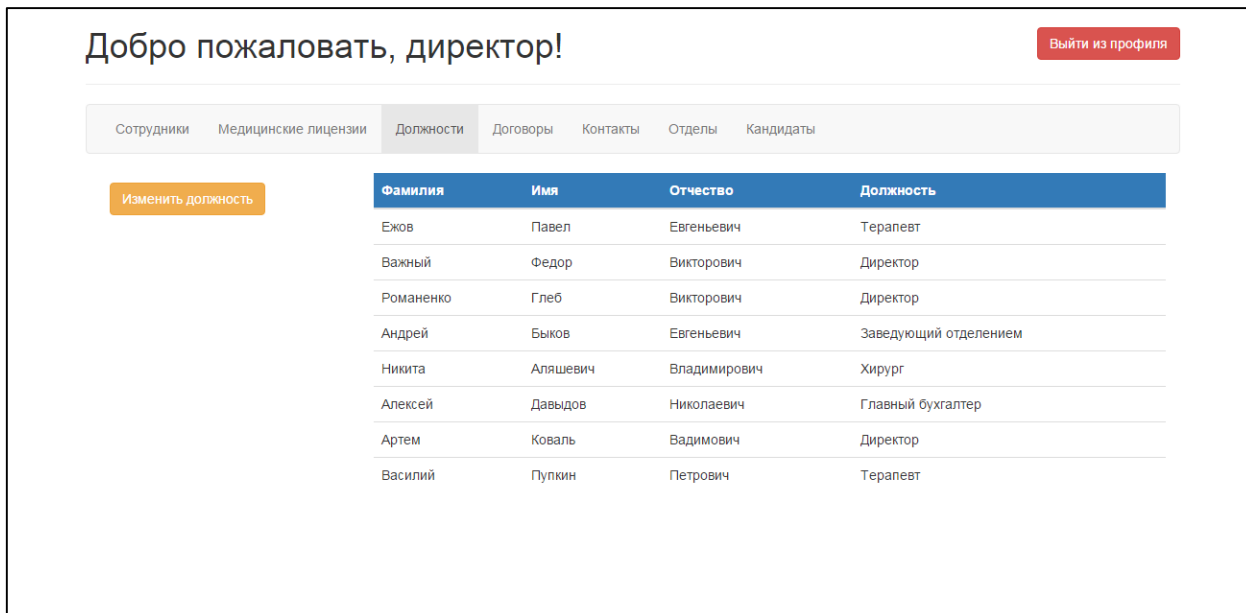 Добро пожаловать, директор!
Выйти из профиля
Сотрудники Медицинские лицензии Должности Договоры Контакты Отделы Кандидаты
Изменить должность
Фамилия Имя Отчество Должность
Ежов Павел Евгеньевич Терапевт
Важный Федор Викторович Директор
Романенко Глеб Викторович Директор
Андрей Быков Евгеньевич Заведующий отделением
Никита Аляшевич Владимирович Хирург
Алексей Давыдов Николаевич Главный бухгалтер
Артем Коваль Вадимович Директор
Василий Пупкин Петрович Терапевт